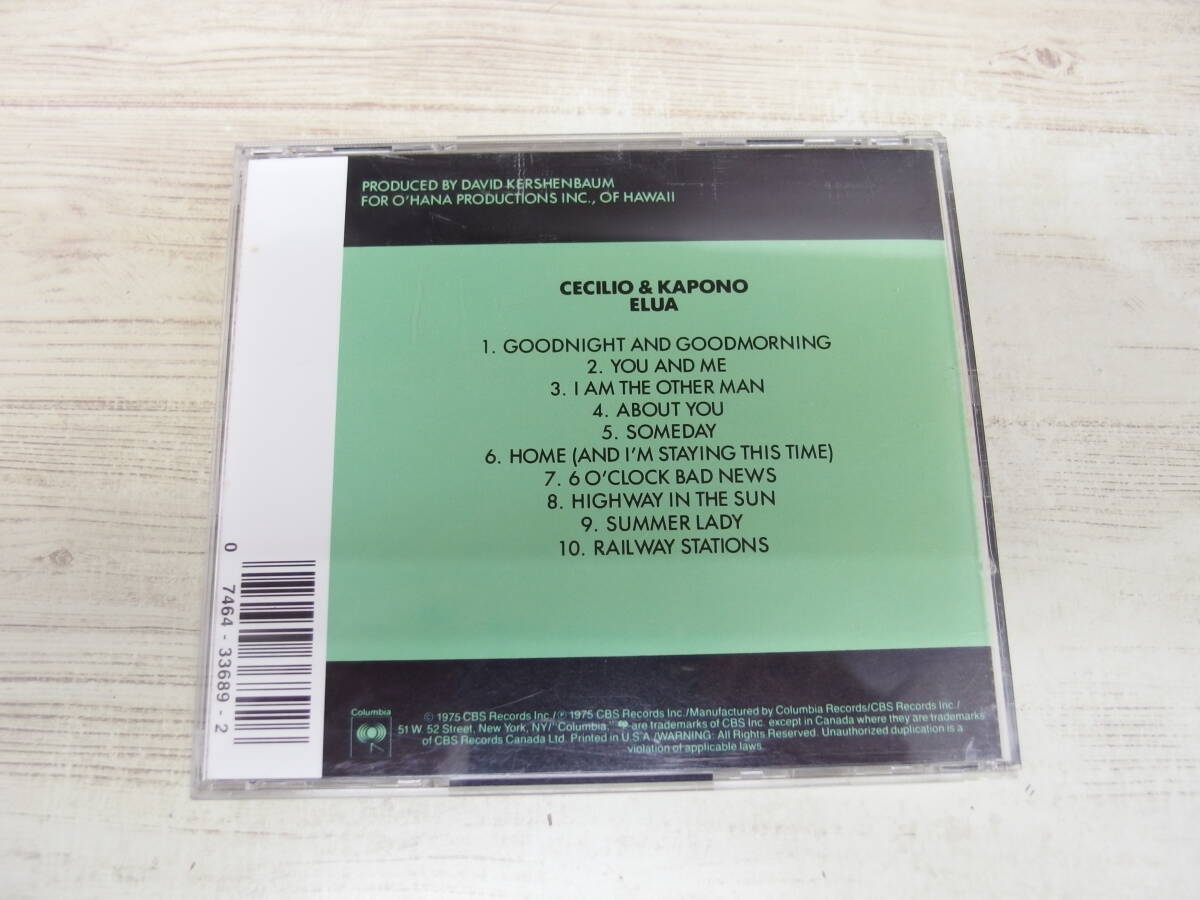 PRODUCED BY DAVID KERSHENBAUM
FOR O'HANA PRODUCTIONS INC., OF HAWAII
CECILIO & KAPONO
ELUA
1. GOODNIGHT AND GOODMORNING
2. YOU AND ME
3. I AM THE OTHER MAN
4. ABOUT YOU
5. SOMEDAY
6. HOME (AND I'M STAYING THIS TIME)
7. 6 O'CLOCK BAD NEWS
8. HIGHWAY IN THE SUN
9. SUMMER LADY
10. RAILWAY STATIONS
0 7464-33689-2
Columbia
© 1975 CBS Records Inc./℗ 1975 CBS Records Inc./Manufactured by Columbia Records/CBS Records Inc./
51 W. 52 Street, New York, NY/"Columbia," are trademarks of CBS Inc. except in Canada where they are trademarks
of CBS Records Canada Ltd. Printed in U.S.A./WARNING: All Rights Reserved. Unauthorized duplication is a
violation of applicable laws.